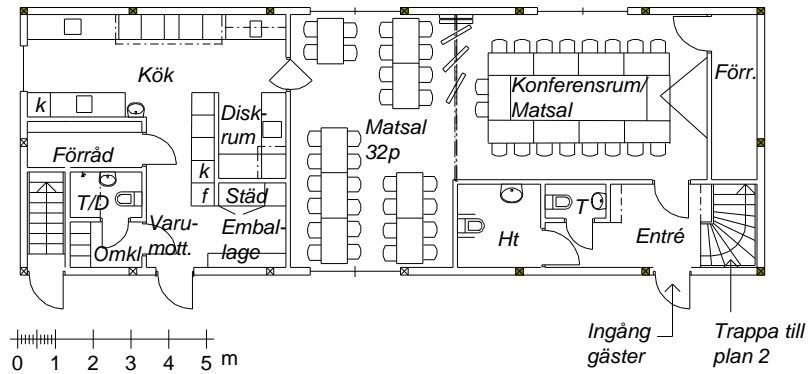 Kök
k
Disk-
rum
Förråd
k
f
Städ
T/D
Varu-
mott.
Embal-
lage
Omkl.
Matsal
32p
Konferensrum/
Matsal
Förr.
Ht
T
Entré
Ingång
gäster
Trappa till
plan 2
0 1 2 3 4 5 m